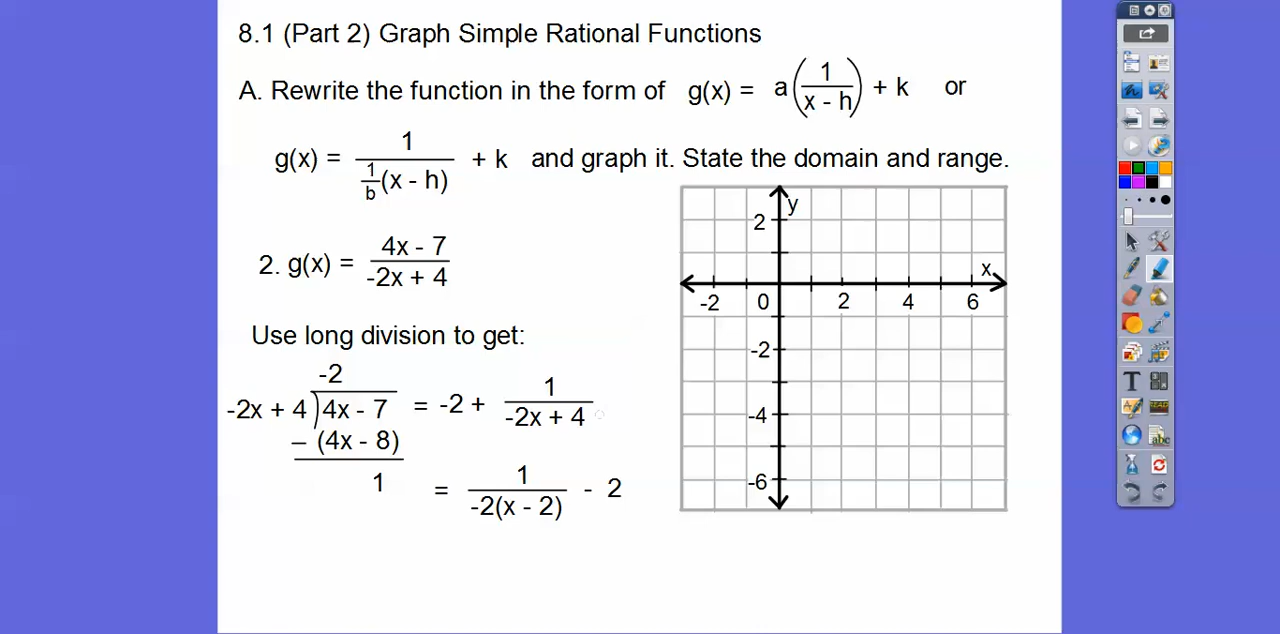 8.1 (Part 2) Graph Simple Rational Functions
A. Rewrite the function in the form of g(x) = a(1/(x - h)) + k or
g(x) = 1/(1/b(x - h)) + k and graph it. State the domain and range.
2. g(x) = (4x - 7)/(-2x + 4)
Use long division to get:
-2
-2x + 4 )4x - 7 = -2 + 1/(-2x + 4)
– (4x - 8)
1 = 1/(-2(x - 2)) - 2
y
2
x
-2 0 2 4 6
-2
-4
-6